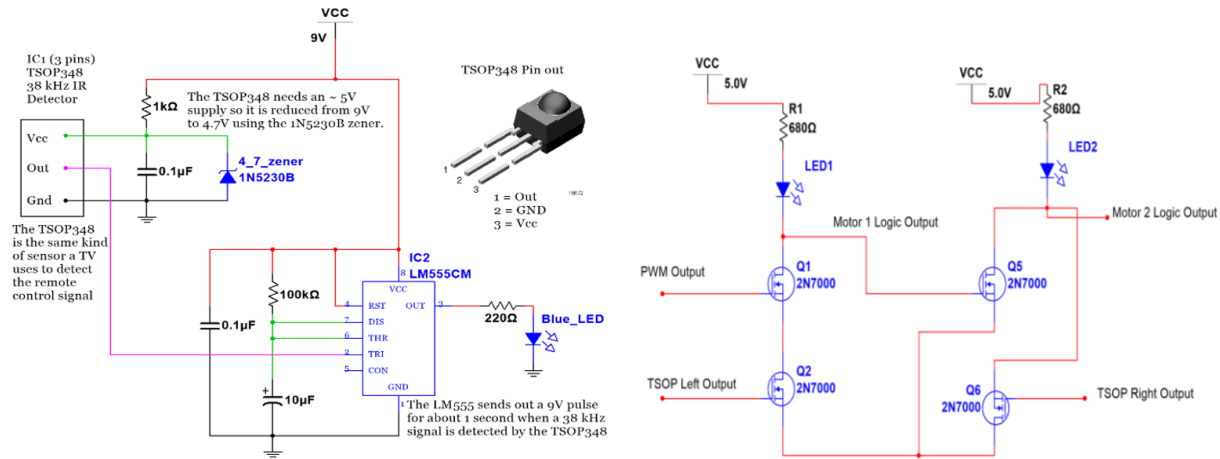 VCC
9V
IC1 (3 pins)
TSOP348
38 kHz IR
Detector
1kΩ
The TSOP348 needs an ~ 5V
supply so it is reduced from 9V
to 4.7V using the 1N5230B zener.
Vcc
Out
Gnd
0.1µF
4_7_zener
1N5230B
The TSOP348
is the same kind
of sensor a TV
uses to detect
the remote
control signal
TSOP348 Pin out
1
2
3
16672
1 = Out
2 = GND
3 = Vcc
IC2
LM555CM
8
VCC
100kΩ
0.1µF
10µF
+
4
RST
7
DIS
6
THR
2
TRI
5
CON
OUT
3
GND
1
220Ω
Blue_LED
The LM555 sends out a 9V pulse
for about 1 second when a 38 kHz
signal is detected by the TSOP348
VCC
5.0V
R1
680Ω
LED1
VCC
5.0V
R2
680Ω
LED2
Motor 1 Logic Output
Motor 2 Logic Output
PWM Output
Q1
2N7000
Q5
2N7000
TSOP Left Output
Q2
2N7000
Q6
2N7000
TSOP Right Output